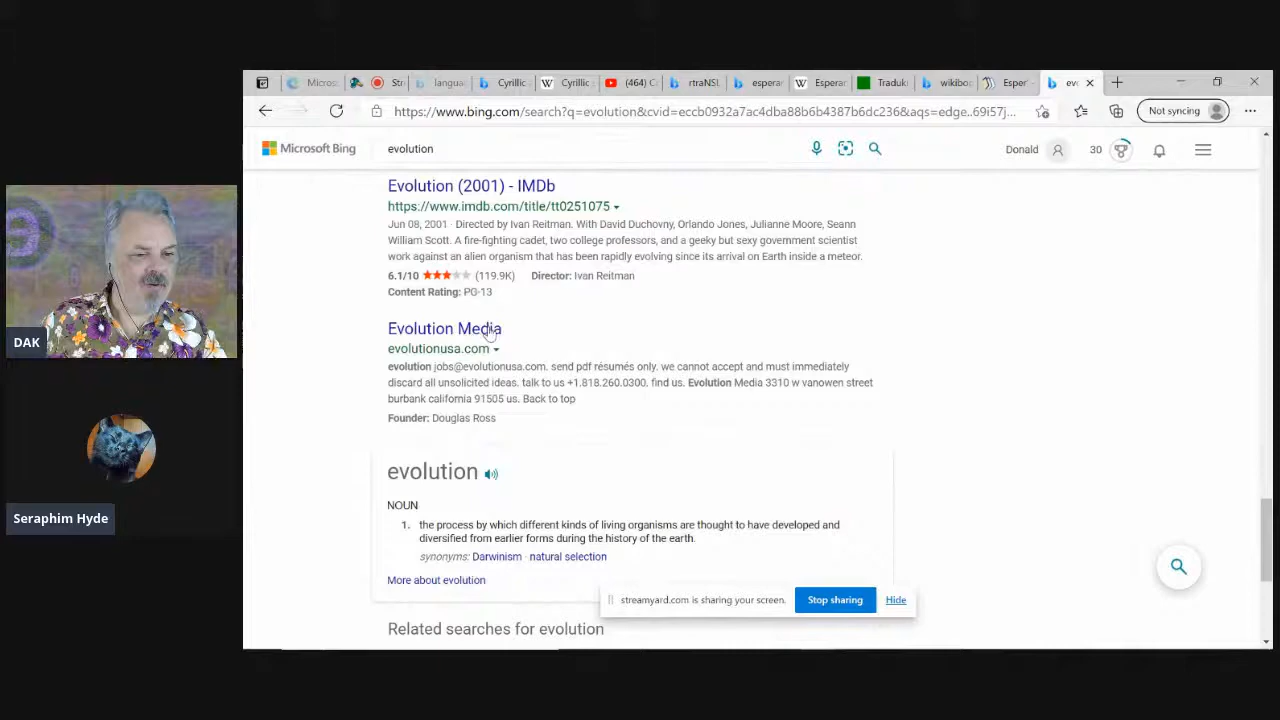 Micros
Str
langua
Cyrillic
Cyrillic
(464) C
rtraNSL
espera
Esperar
Traduki
wikibo
Esper
ev
https://www.bing.com/search?q=evolution&cvid=eccb0932a7ac4dba88b6b4387b6dc236&aqs=edge..69i57j...
Not syncing
Microsoft Bing
evolution
Donald
30
Evolution (2001) - IMDb
https://www.imdb.com/title/tt0251075
Jun 08, 2001 · Directed by Ivan Reitman. With David Duchovny, Orlando Jones, Julianne Moore, Seann
William Scott. A fire-fighting cadet, two college professors, and a geeky but sexy government scientist
work against an alien organism that has been rapidly evolving since its arrival on Earth inside a meteor.
6.1/10 (119.9K) Director: Ivan Reitman
Content Rating: PG-13
Evolution Media
evolutionusa.com
evolution jobs@evolutionusa.com. send pdf résumés only. we cannot accept and must immediately
discard all unsolicited ideas. talk to us +1.818.260.0300. find us. Evolution Media 3310 w vanowen street
burbank california 91505 us. Back to top
Founder: Douglas Ross
evolution
NOUN
1. the process by which different kinds of living organisms are thought to have developed and
diversified from earlier forms during the history of the earth.
synonyms: Darwinism · natural selection
More about evolution
streamyard.com is sharing your screen.
Stop sharing
Hide
Related searches for evolution
DAK
Seraphim Hyde